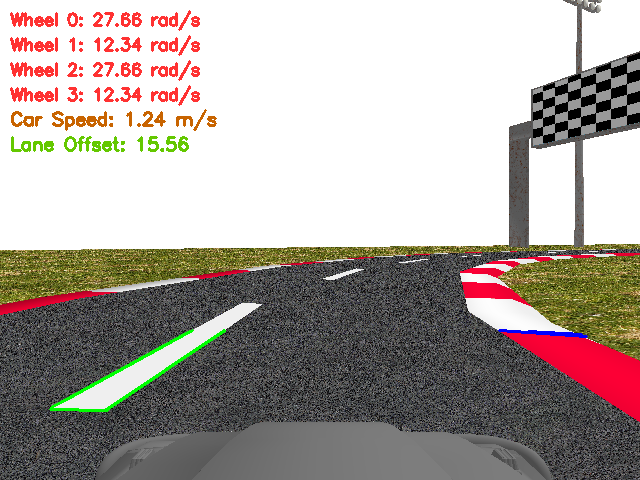 Wheel 0: 27.66 rad/s
Wheel 1: 12.34 rad/s
Wheel 2: 27.66 rad/s
Wheel 3: 12.34 rad/s
Car Speed: 1.24 m/s
Lane Offset: 15.56